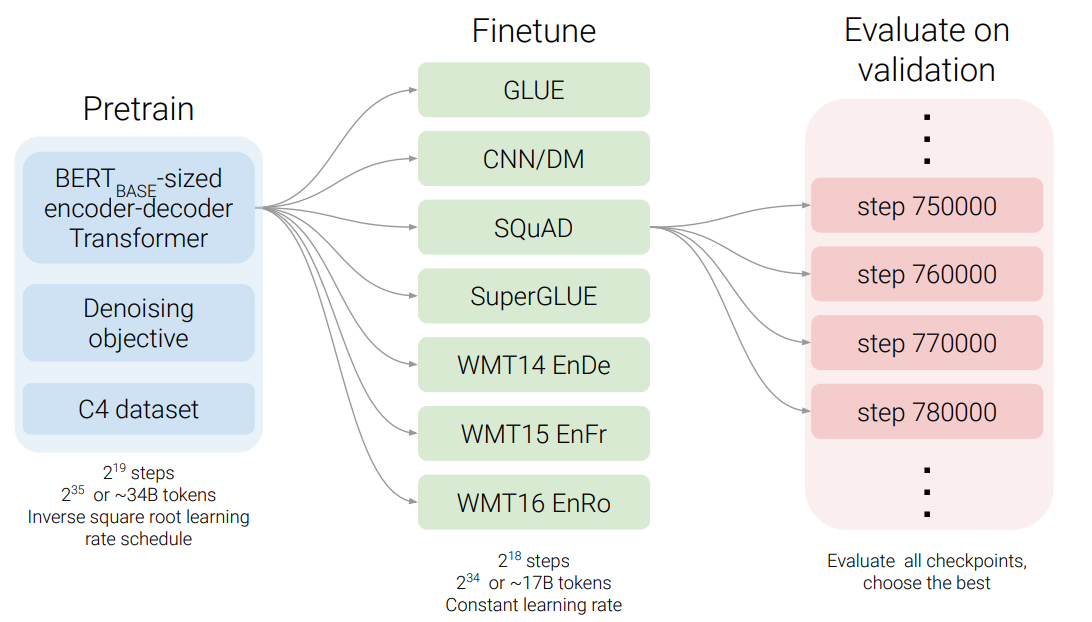 Pretrain
BERT_BASE-sized
encoder-decoder
Transformer
Denoising
objective
C4 dataset
2^19 steps
2^35 or ~34B tokens
Inverse square root learning
rate schedule
Finetune
GLUE
CNN/DM
SQuAD
SuperGLUE
WMT14 EnDe
WMT15 EnFr
WMT16 EnRo
2^18 steps
2^34 or ~17B tokens
Constant learning rate
Evaluate on
validation
step 750000
step 760000
step 770000
step 780000
Evaluate all checkpoints,
choose the best